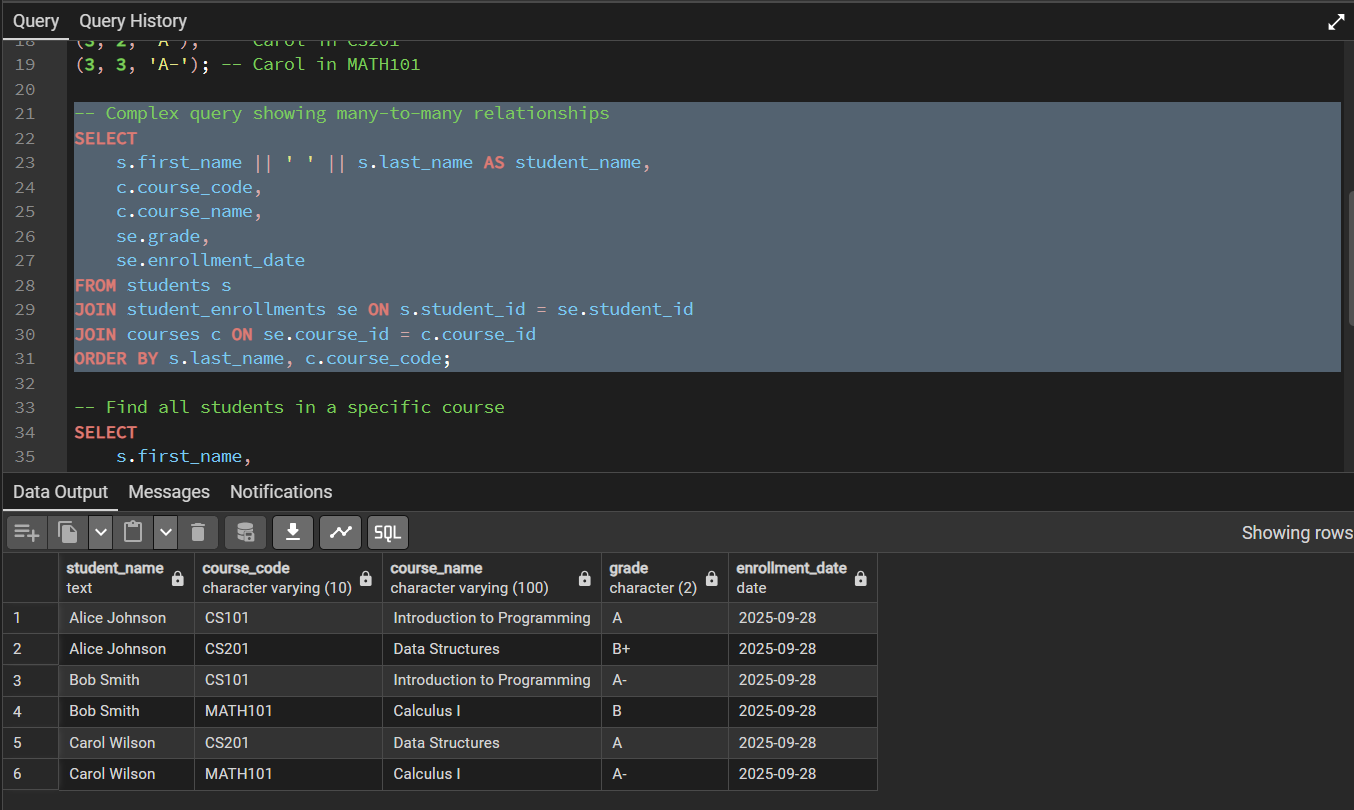 Query Query History
18 (3, 2, 'A'), -- Carol in CS201
19 (3, 3, 'A-'); -- Carol in MATH101
20
21 -- Complex query showing many-to-many relationships
22 SELECT
23 s.first_name || ' ' || s.last_name AS student_name,
24 c.course_code,
25 c.course_name,
26 se.grade,
27 se.enrollment_date
28 FROM students s
29 JOIN student_enrollments se ON s.student_id = se.student_id
30 JOIN courses c ON se.course_id = c.course_id
31 ORDER BY s.last_name, c.course_code;
32
33 -- Find all students in a specific course
34 SELECT
35 s.first_name,
Data Output Messages Notifications
SQL Showing rows
student_name course_code course_name grade enrollment_date
text character varying (10) character varying (100) character (2) date
1 Alice Johnson CS101 Introduction to Programming A 2025-09-28
2 Alice Johnson CS201 Data Structures B+ 2025-09-28
3 Bob Smith CS101 Introduction to Programming A- 2025-09-28
4 Bob Smith MATH101 Calculus I B 2025-09-28
5 Carol Wilson CS201 Data Structures A 2025-09-28
6 Carol Wilson MATH101 Calculus I A- 2025-09-28